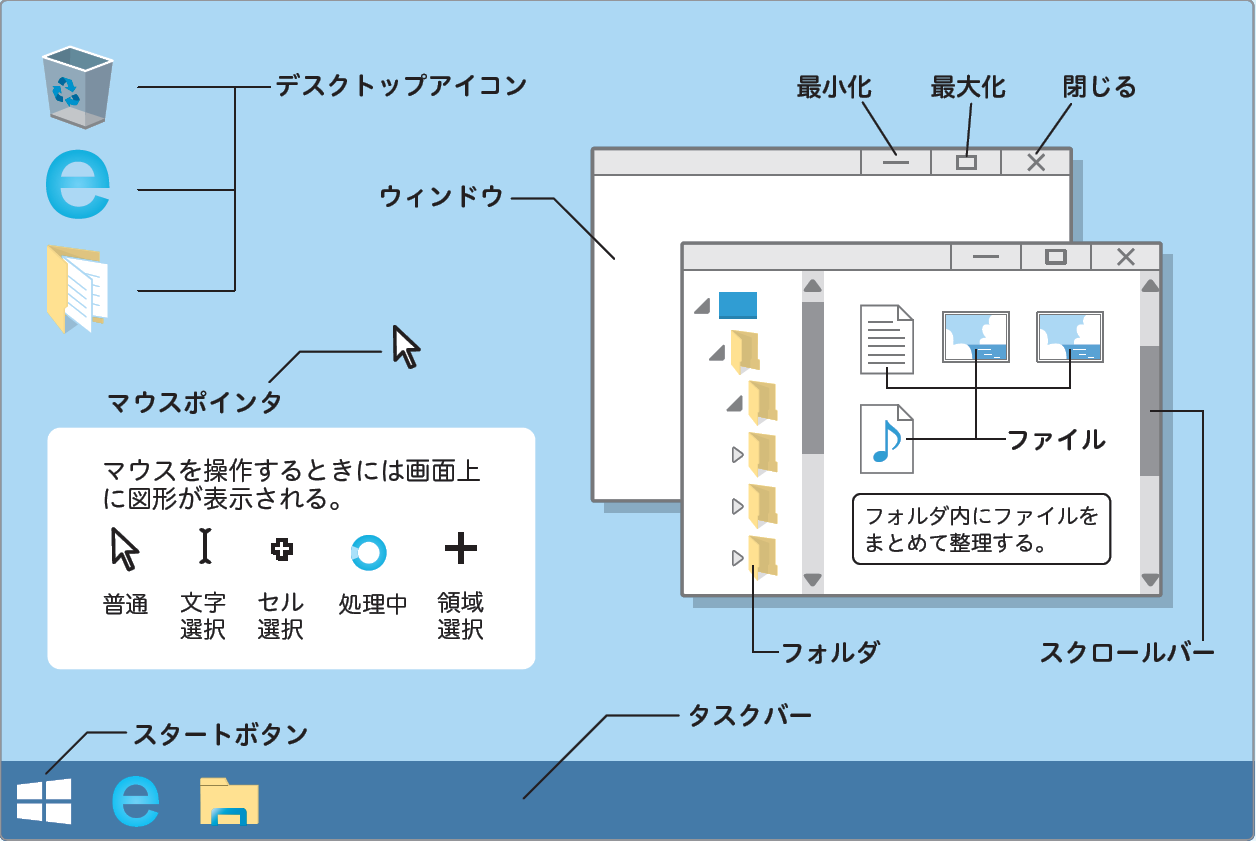 デスクトップアイコン
最小化
最大化
閉じる
ウィンドウ
マウスポインタ
マウスを操作するときには画面上
に図形が表示される。
普通
文字
選択
セル
選択
処理中
領域
選択
ファイル
フォルダ内にファイルを
まとめて整理する。
フォルダ
スクロールバー
スタートボタン
タスクバー